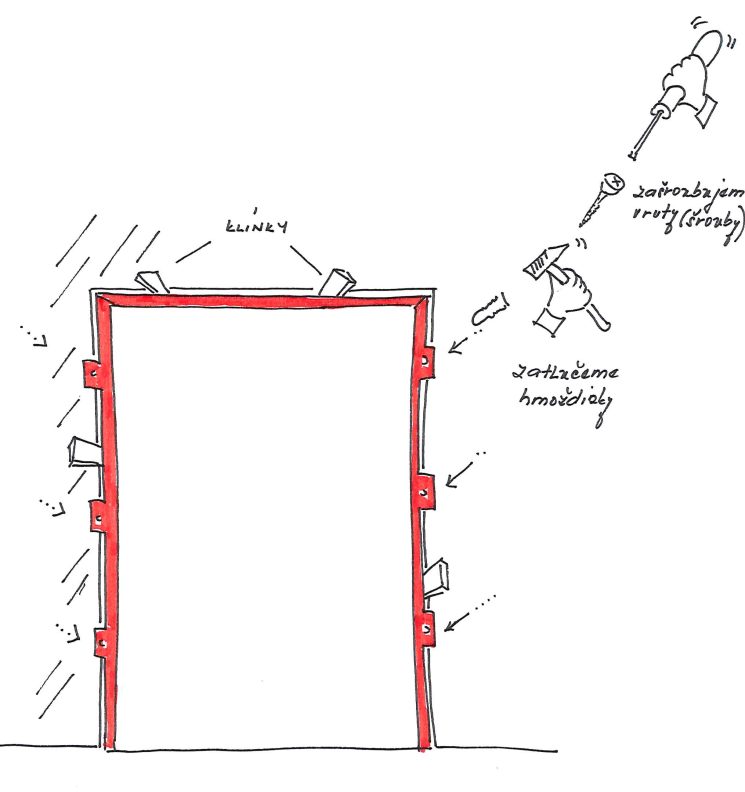 KLÍNKY
zašroubujem
vruty (šrouby)
zatlučeme
hmoždinky